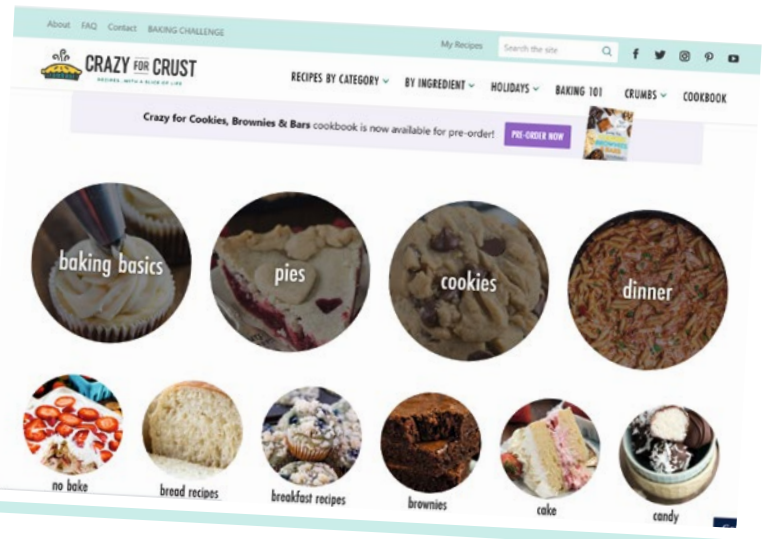 About FAQ Contact BAKING CHALLENGE
My Recipes Search the site
CRAZY FOR CRUST
RECIPES, WITH A SLICE OF LIFE
RECIPES BY CATEGORY BY INGREDIENT HOLIDAYS BAKING 101 CRUMBS COOKBOOK
Crazy for Cookies, Brownies & Bars cookbook is now available for pre-order! PRE-ORDER NOW
BROWNIES
BARS
baking basics pies cookies dinner
no bake bread recipes breakfast recipes brownies cake candy